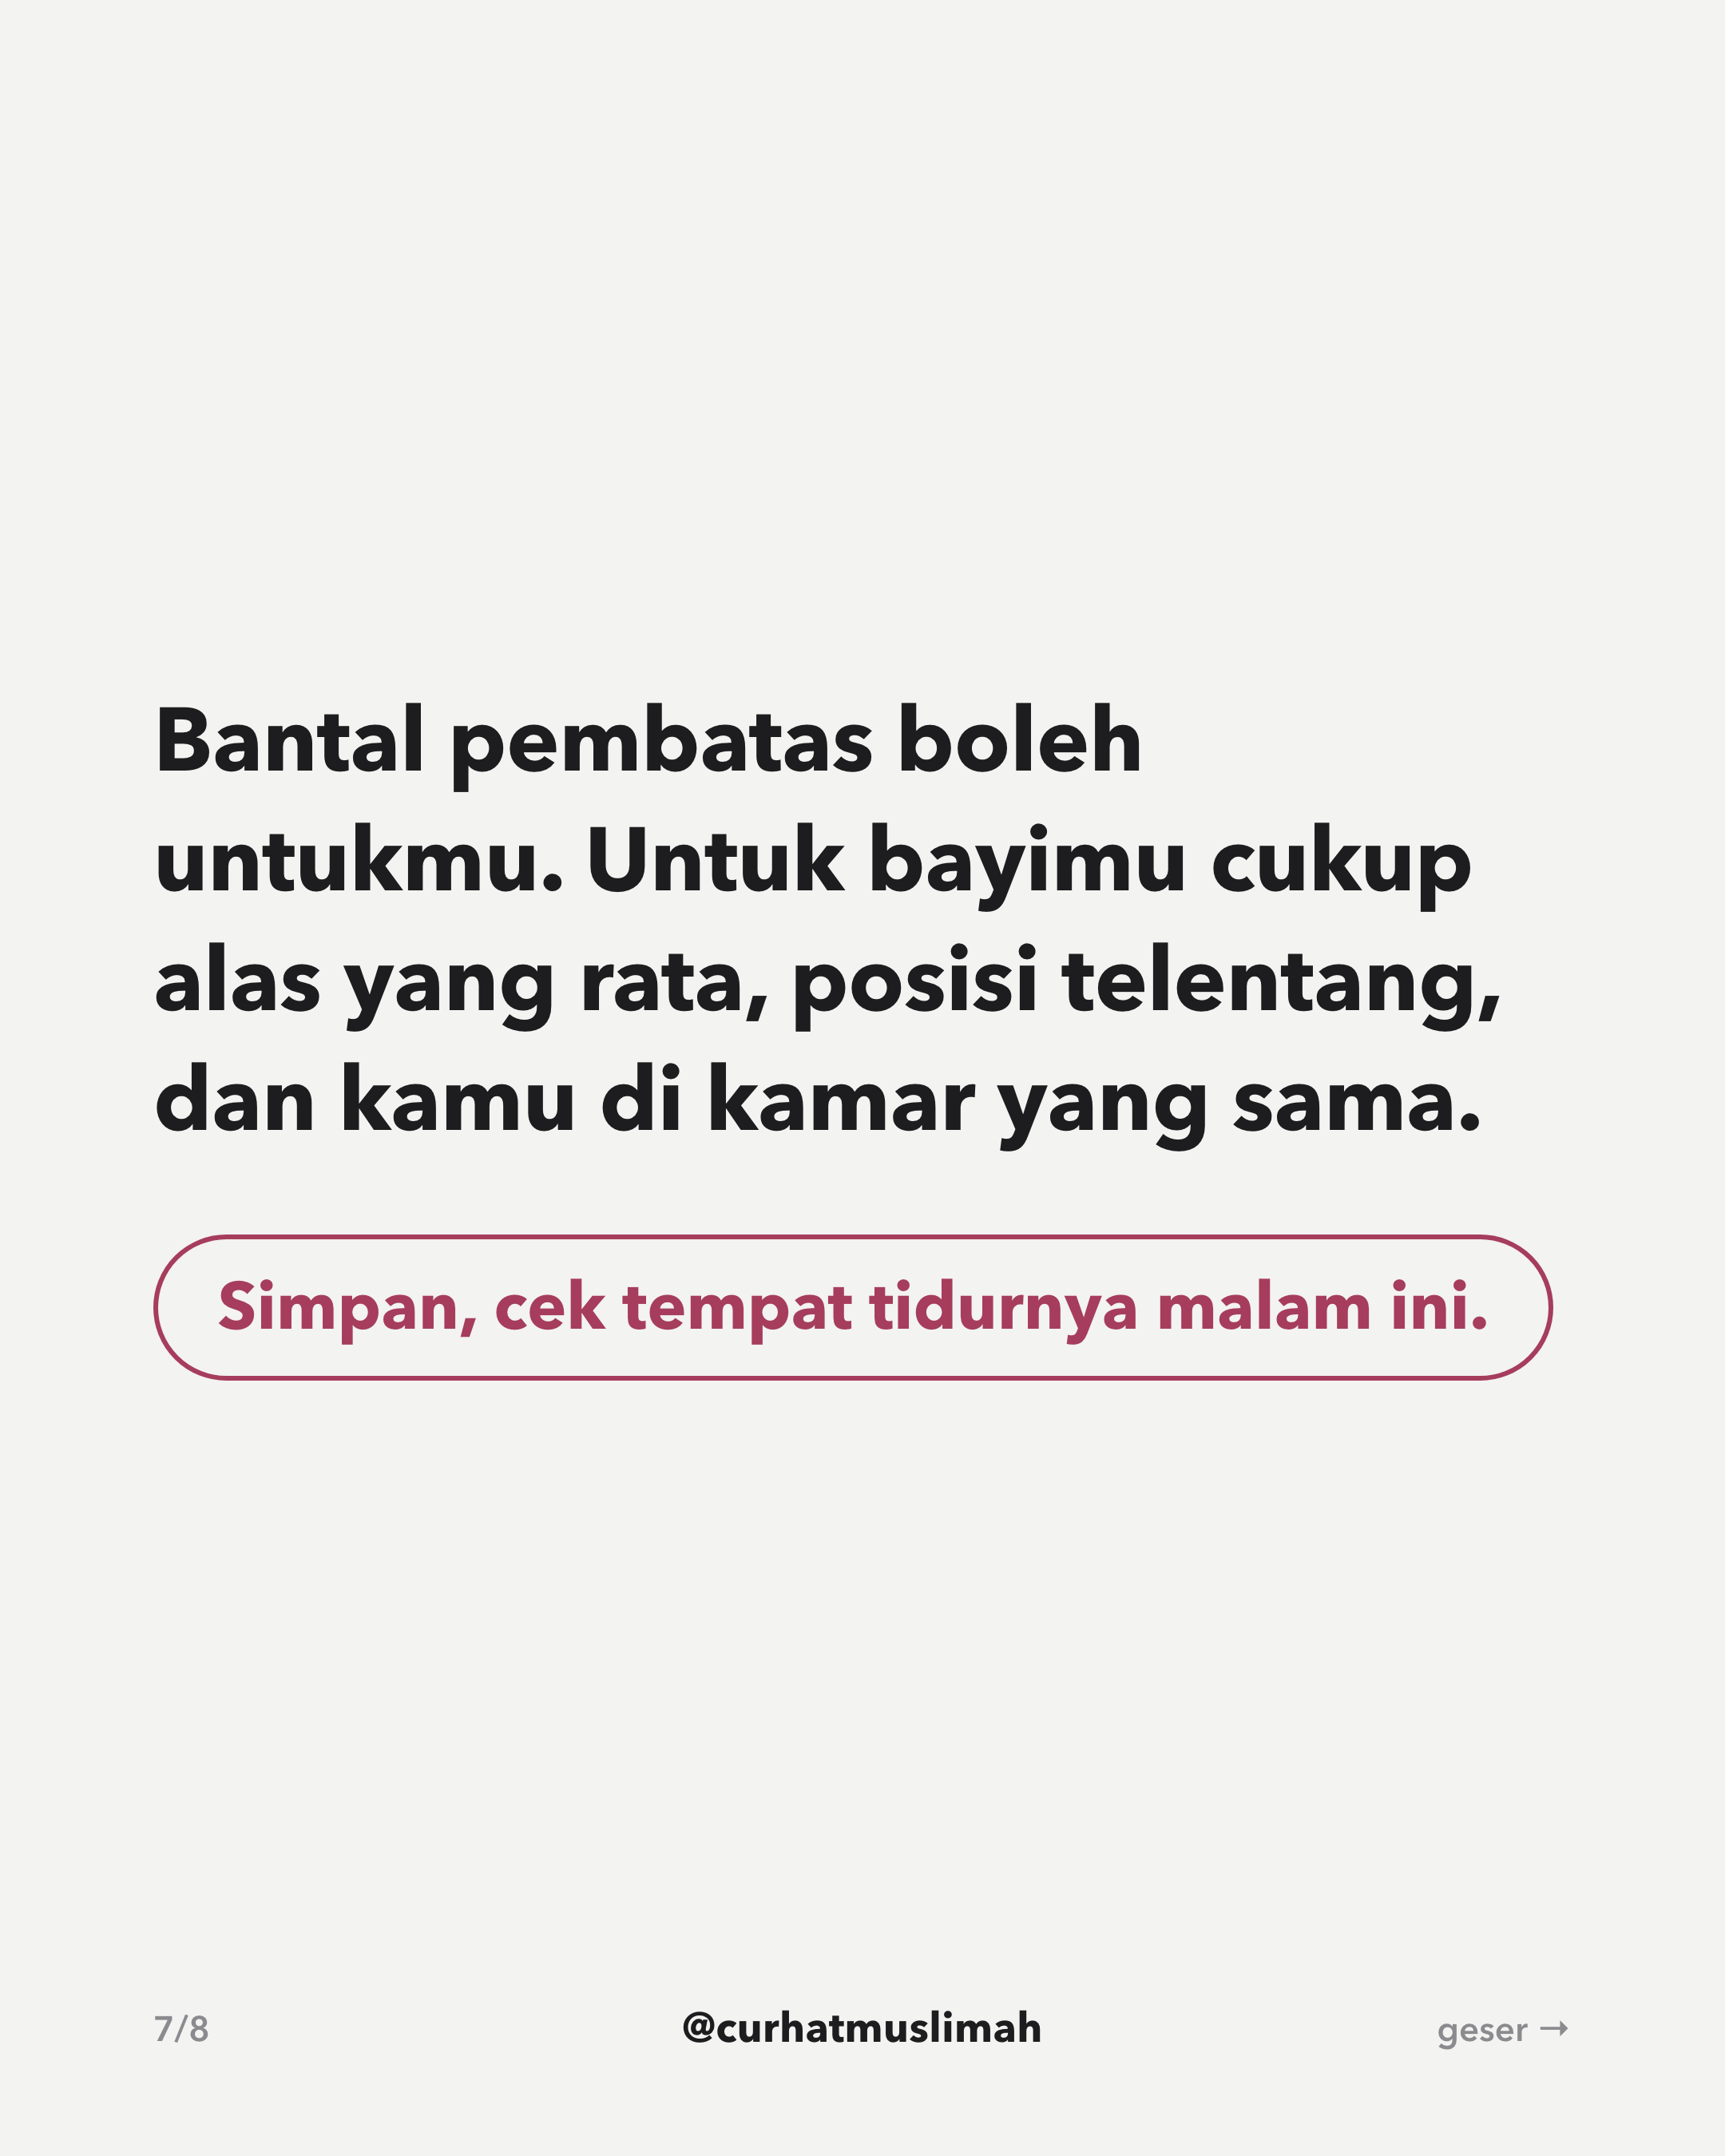 Bantal pembatas boleh
untukmu. Untuk bayimu cukup
alas yang rata, posisi telentang,
dan kamu di kamar yang sama.
Simpan, cek tempat tidurnya malam ini.
7/8
@curhatmuslimah
geser →